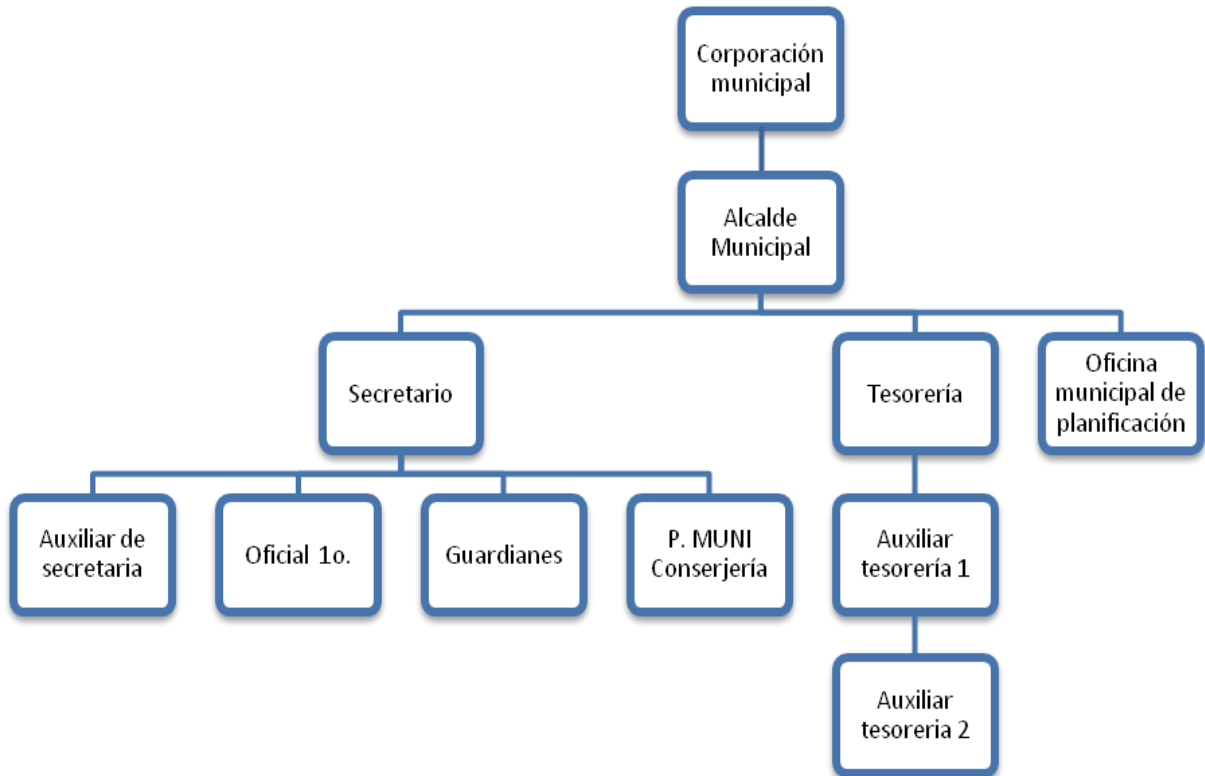 Corporación
municipal
Alcalde
Municipal
Secretario
Tesorería
Oficina
municipal de
planificación
Auxiliar de
secretaria
Oficial 1o.
Guardianes
P. MUNI
Conserjería
Auxiliar
tesorería 1
Auxiliar
tesoreria 2